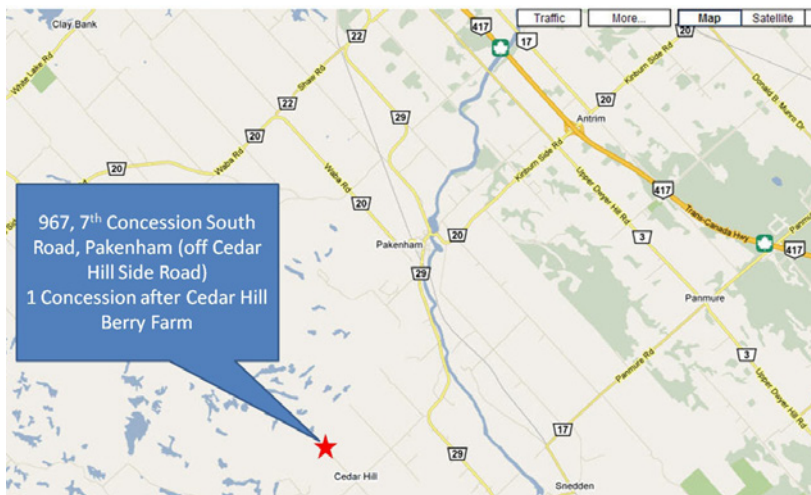 Traffic
More...
Map
Satellite
Clay Bank
417
17
20
22
Shaw Rd
Kinburn Side Rd
White Lake Rd
Donald B. Munro Dr
22
29
20
Antrim
20
Waba Rd
20
Waba Rd
Kinburn Side Rd
Upper Dwyer Hill Rd
417
20
967, 7th Concession South
Road, Pakenham (off Cedar
Hill Side Road)
1 Concession after Cedar Hill
Berry Farm
Pakenham
20
3
Trans-Canada Hwy
417
29
Panmure
Panmure Rd
3
Upper Dwyer Hill Rd
17
29
Cedar Hill
Snedden